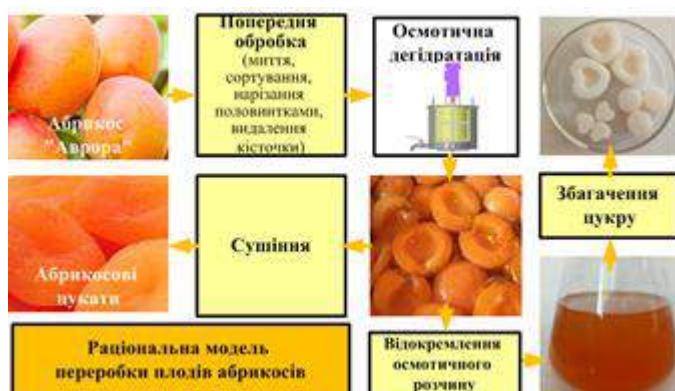 Попередня
обробка
(миття,
сортування,
нарізання
половинтками,
видалення
кісточки)
Осмотична
дегідратація
Абрикос
"Аврора"
Збагачення
цукру
Сушіння
Абрикосові
цукати
Раціональна модель
переробки плодів абрикосів
Відокремлення
осмотичного
розчину